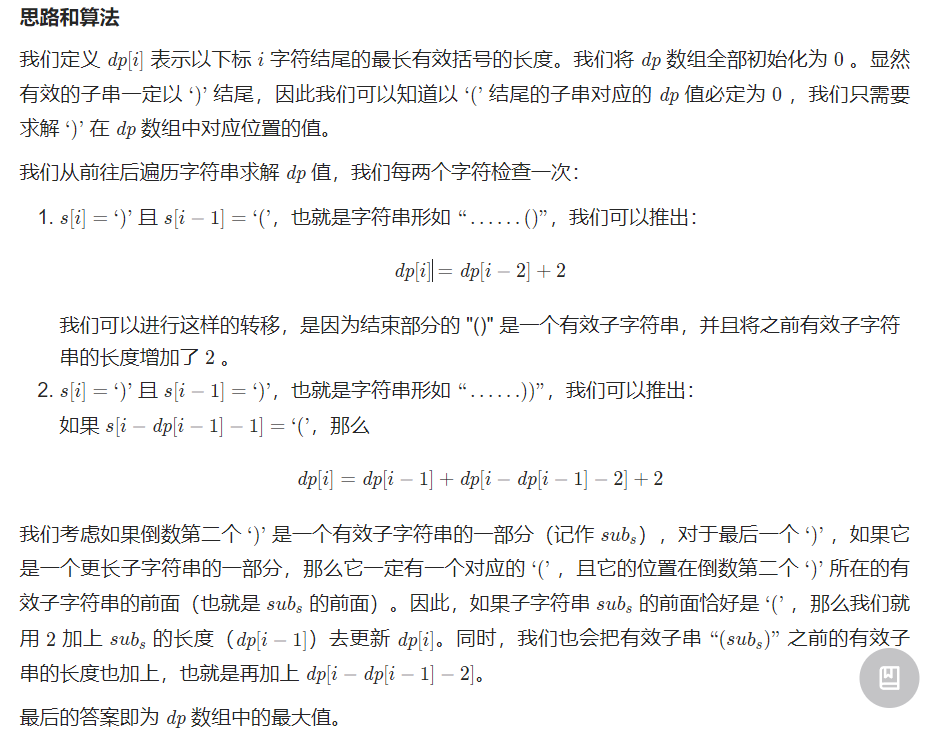 思路和算法
我们定义 dp[i] 表示以下标 i 字符结尾的最长有效括号的长度。我们将 dp 数组全部初始化为 0 。显然
有效的子串一定以 ‘)’ 结尾，因此我们可以知道以 ‘(’ 结尾的子串对应的 dp 值必定为 0 ，我们只需要
求解 ‘)’ 在 dp 数组中对应位置的值。
我们从前往后遍历字符串求解 dp 值，我们每两个字符检查一次：
1. s[i] = ‘)’ 且 s[i − 1] = ‘(’，也就是字符串形如 “……()”，我们可以推出：
dp[i] = dp[i − 2] + 2
我们可以进行这样的转移，是因为结束部分的 "()" 是一个有效子字符串，并且将之前有效子字符
串的长度增加了 2 。
2. s[i] = ‘)’ 且 s[i − 1] = ‘)’，也就是字符串形如 “……))”，我们可以推出：
如果 s[i − dp[i − 1] − 1] = ‘(’，那么
dp[i] = dp[i − 1] + dp[i − dp[i − 1] − 2] + 2
我们考虑如果倒数第二个 ‘)’ 是一个有效子字符串的一部分（记作 sub_s），对于最后一个 ‘)’ ，如果它
是一个更长子字符串的一部分，那么它一定有一个对应的 ‘(’ ，且它的位置在倒数第二个 ‘)’ 所在的有
效子字符串的前面（也就是 sub_s 的前面）。因此，如果子字符串 sub_s 的前面恰好是 ‘(’ ，那么我们就
用 2 加上 sub_s 的长度（dp[i − 1]）去更新 dp[i]。同时，我们也会把有效子串 “(sub_s)” 之前的有效子
串的长度也加上，也就是再加上 dp[i − dp[i − 1] − 2]。
最后的答案即为 dp 数组中的最大值。